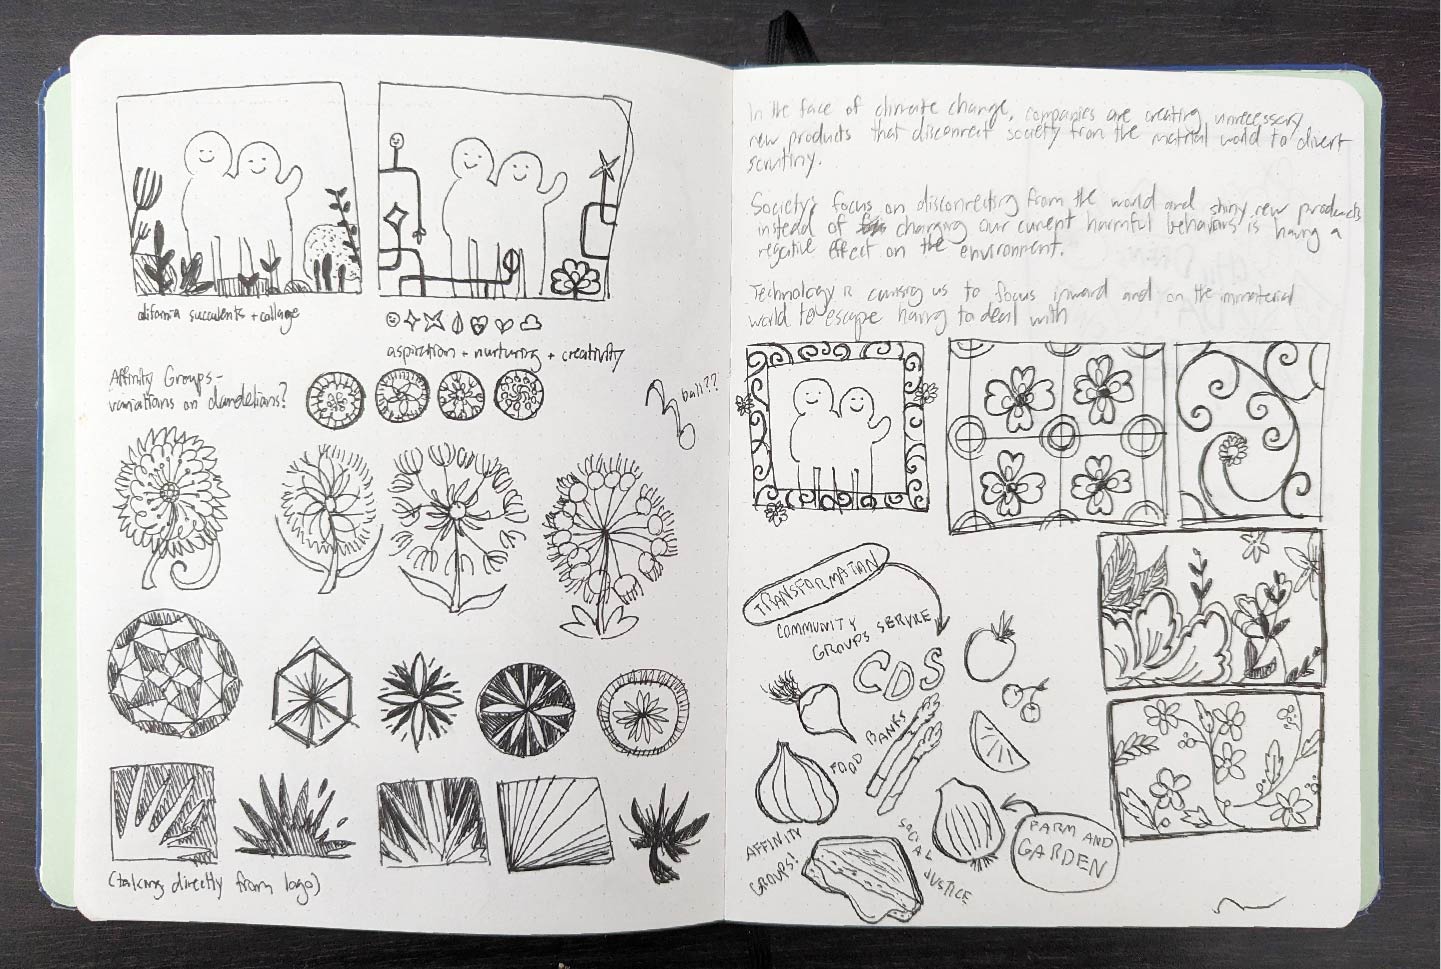 california succulents + collage
aspiration + nurturing + creativity
Affinity Groups -
variations on dandelions?
ball??
(taking directly from logo)
In the face of climate change, companies are creating unnecessary
new products that disconnect society from the material world to divert
scrutiny.
Society's focus on disconnecting from the world and shiny new products
instead of changing our current harmful behaviors is having a
negative effect on the environment.
Technology is causing us to focus inward and on the immaterial
world to escape having to deal with
TRANSFORMATION
COMMUNITY
GROUPS SERVICE
CDS
FOOD BANKS
AFFINITY
GROUPS!
SOCIAL
JUSTICE
FARM AND
GARDEN